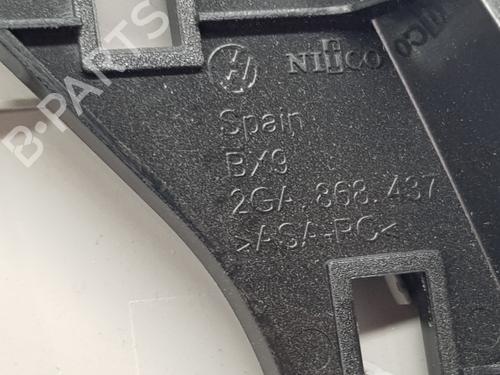 B-PARTS
NIfCO
Spain
BX9
2GA.868.437
>ASA-PC<